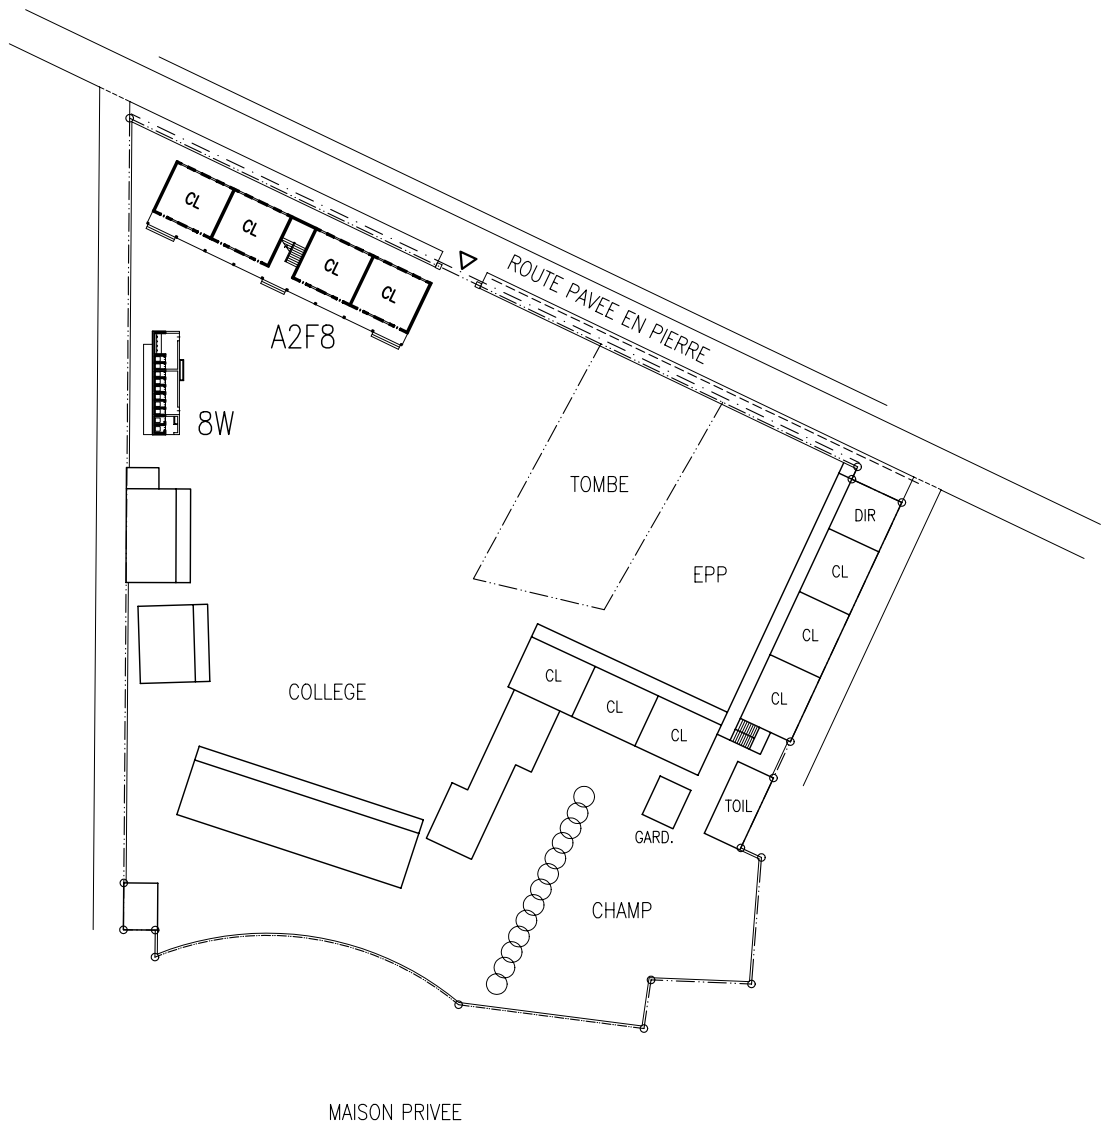 CL
CL
CL
CL
ROUTE PAVEE EN PIERRE
A2F8
8W
TOMBE
DIR
EPP
CL
CL
CL
CL
CL
CL
COLLEGE
TOIL
GARD.
CHAMP
MAISON PRIVEE